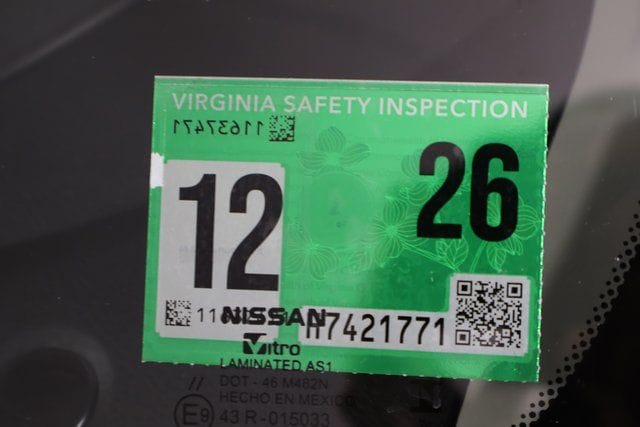 VIRGINIA SAFETY INSPECTION
11637471
12
26
NISSAN
H7421771
Vitro
LAMINATED AS1
// DOT - 46 M482N
HECHO EN MEXICO
E9 43 R-015033